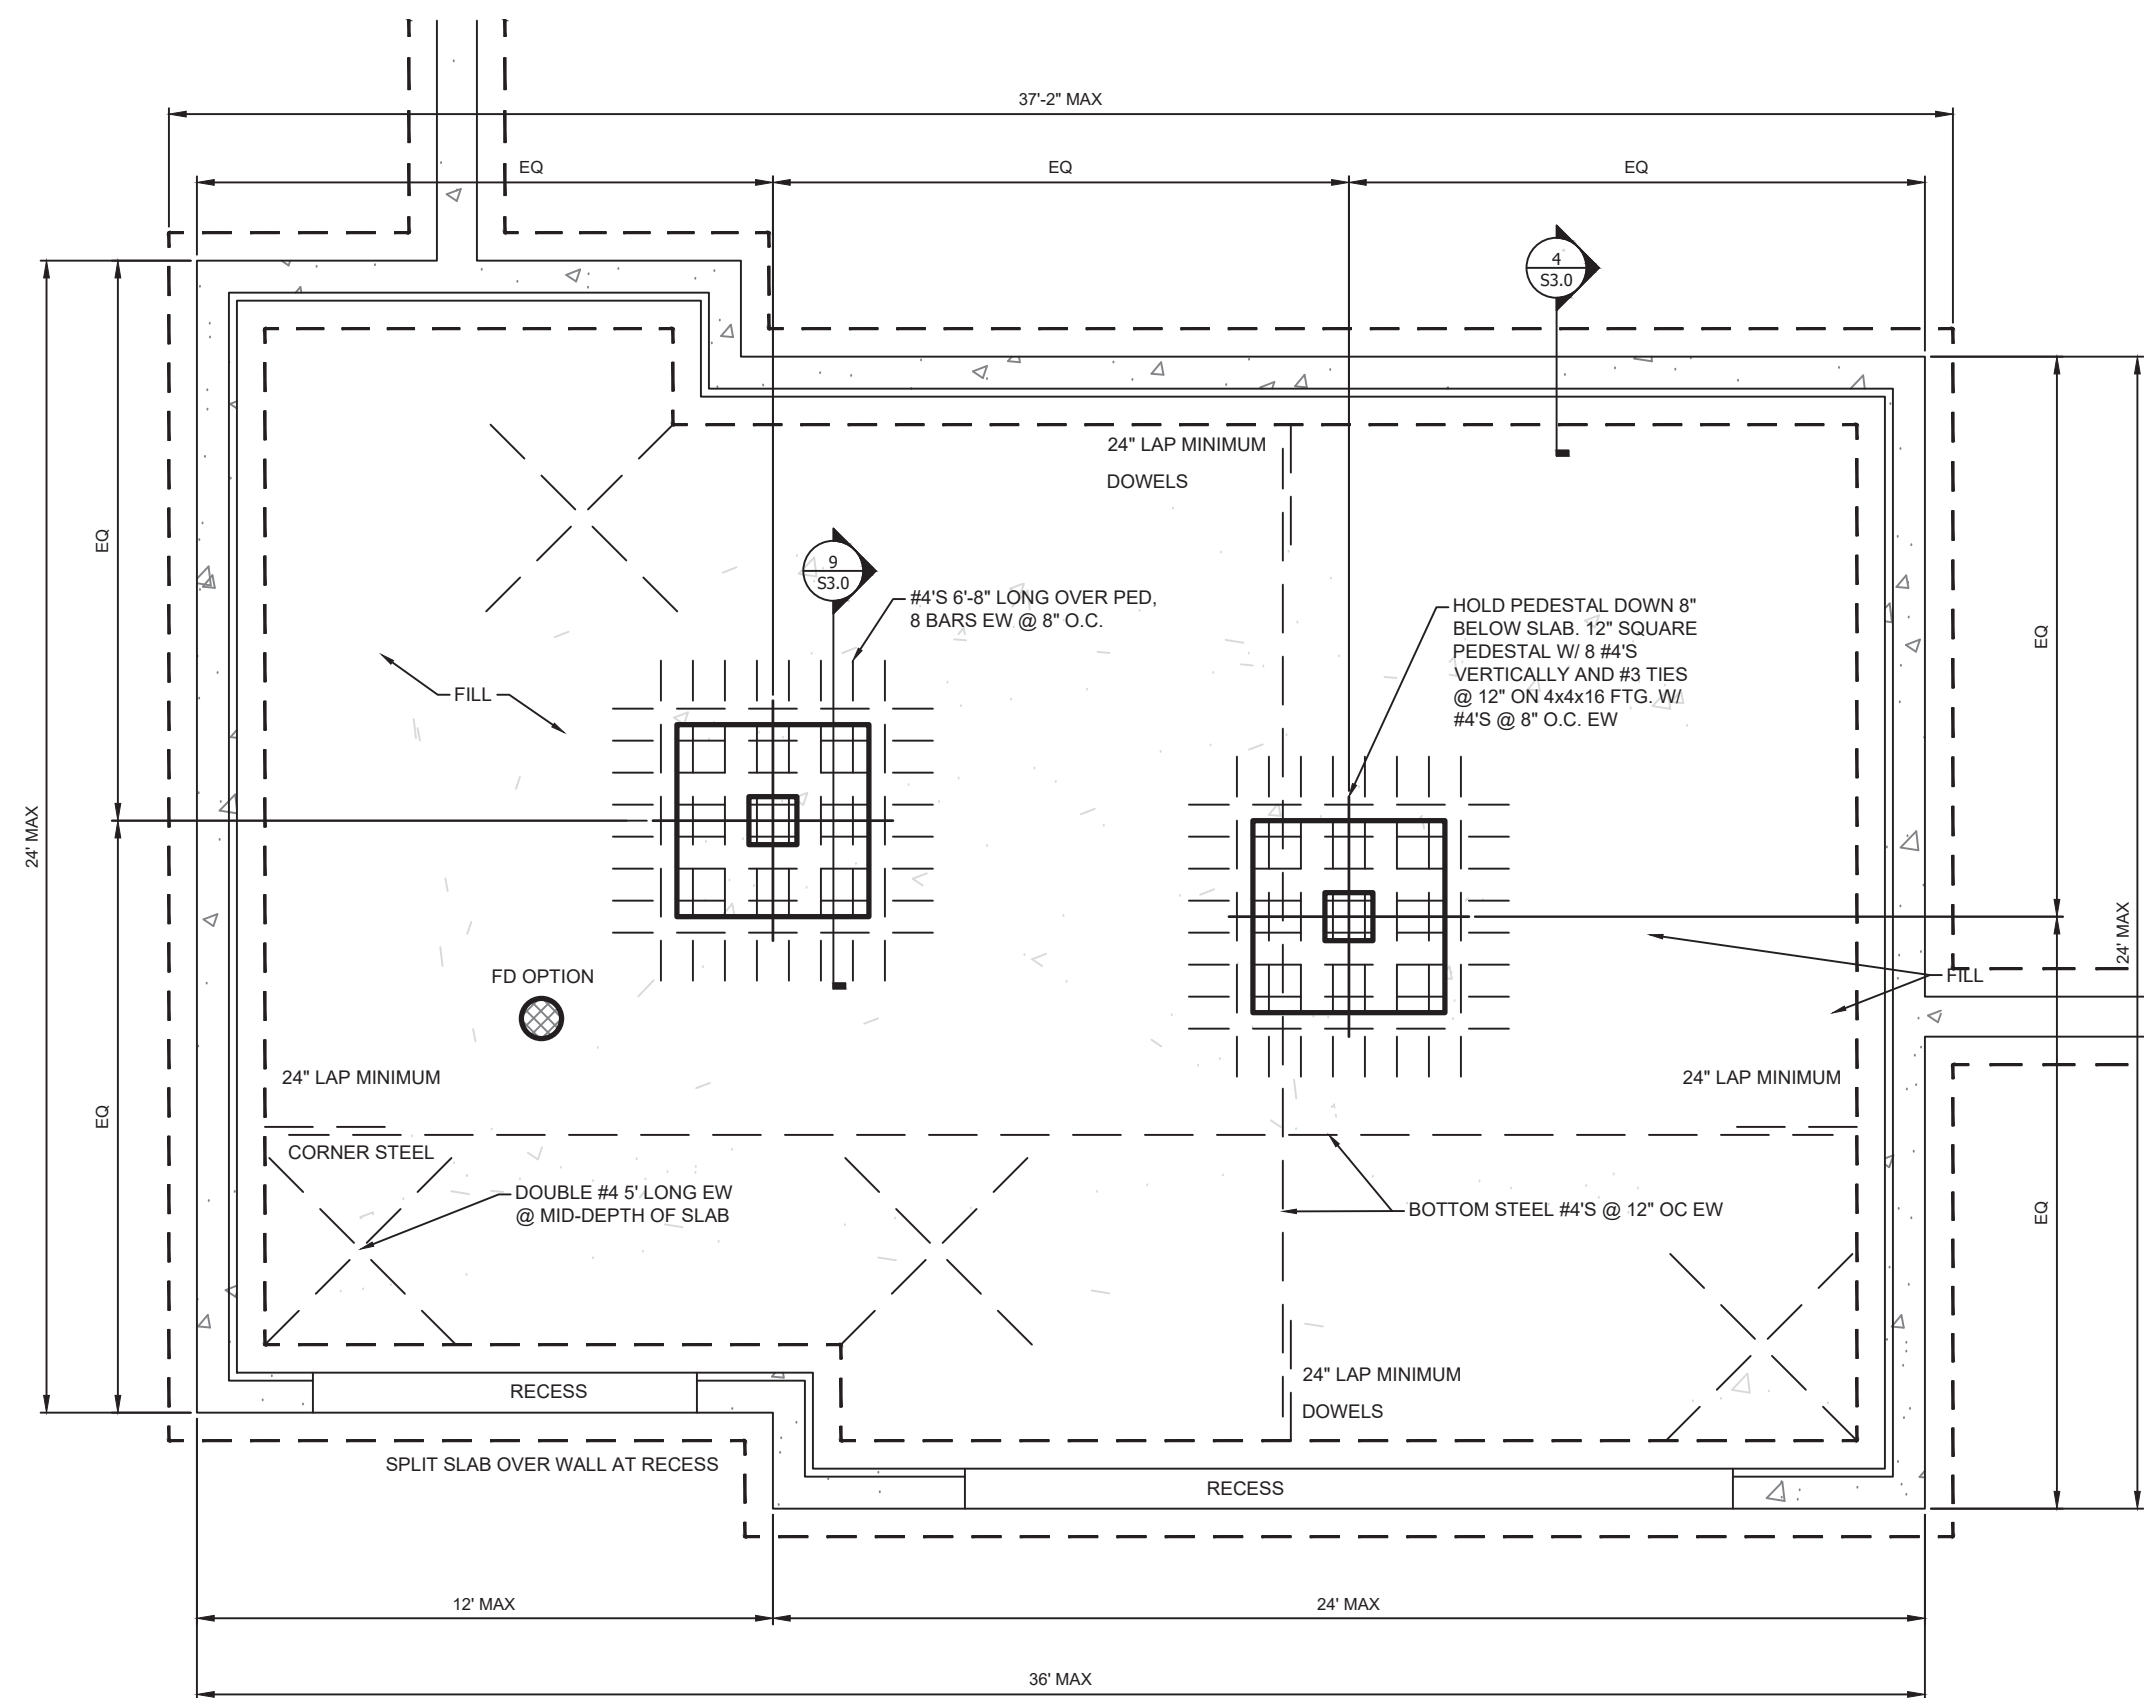 37'-2" MAX
EQ
EQ
EQ
4
S3.0
24" LAP MINIMUM
DOWELS
EQ
9
S3.0
#4'S 6'-8" LONG OVER PED,
8 BARS EW @ 8" O.C.
HOLD PEDESTAL DOWN 8"
BELOW SLAB. 12" SQUARE
PEDESTAL W/ 8 #4'S
VERTICALLY AND #3 TIES
@ 12" ON 4x4x16 FTG. W/
#4'S @ 8" O.C. EW
EQ
FILL
24' MAX
24' MAX
FD OPTION
FILL
24" LAP MINIMUM
24" LAP MINIMUM
EQ
CORNER STEEL
DOUBLE #4 5' LONG EW
@ MID-DEPTH OF SLAB
BOTTOM STEEL #4'S @ 12" OC EW
EQ
24" LAP MINIMUM
DOWELS
RECESS
SPLIT SLAB OVER WALL AT RECESS
RECESS
12' MAX
24' MAX
36' MAX